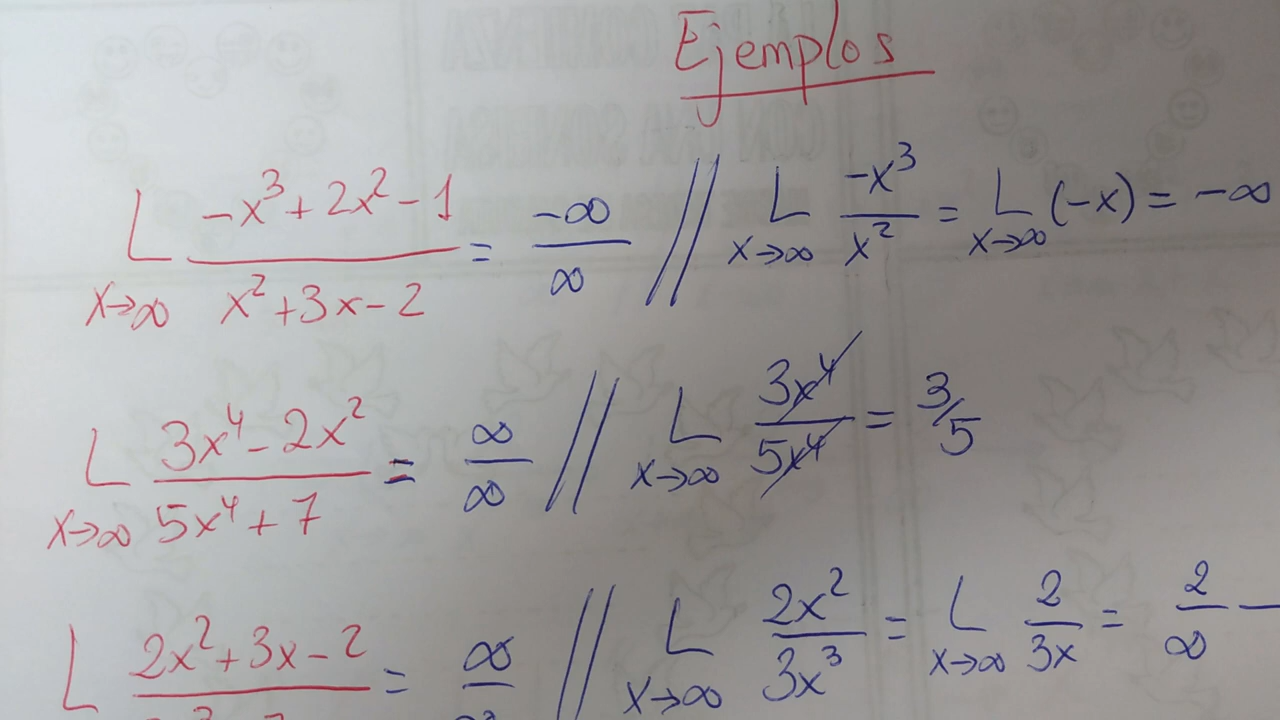 Ejemplos
L x→∞ (-x³+2x²-1)/(x²+3x-2) = -∞/∞ // L x→∞ -x³/x² = L x→∞ (-x) = -∞
L x→∞ (3x⁴-2x²)/(5x⁴+7) = ∞/∞ // L x→∞ 3x⁴/5x⁴ = 3/5
L 2x²+3x-2 = ∞ // L x→∞ 2x²/3x³ = L x→∞ 2/3x = 2/∞